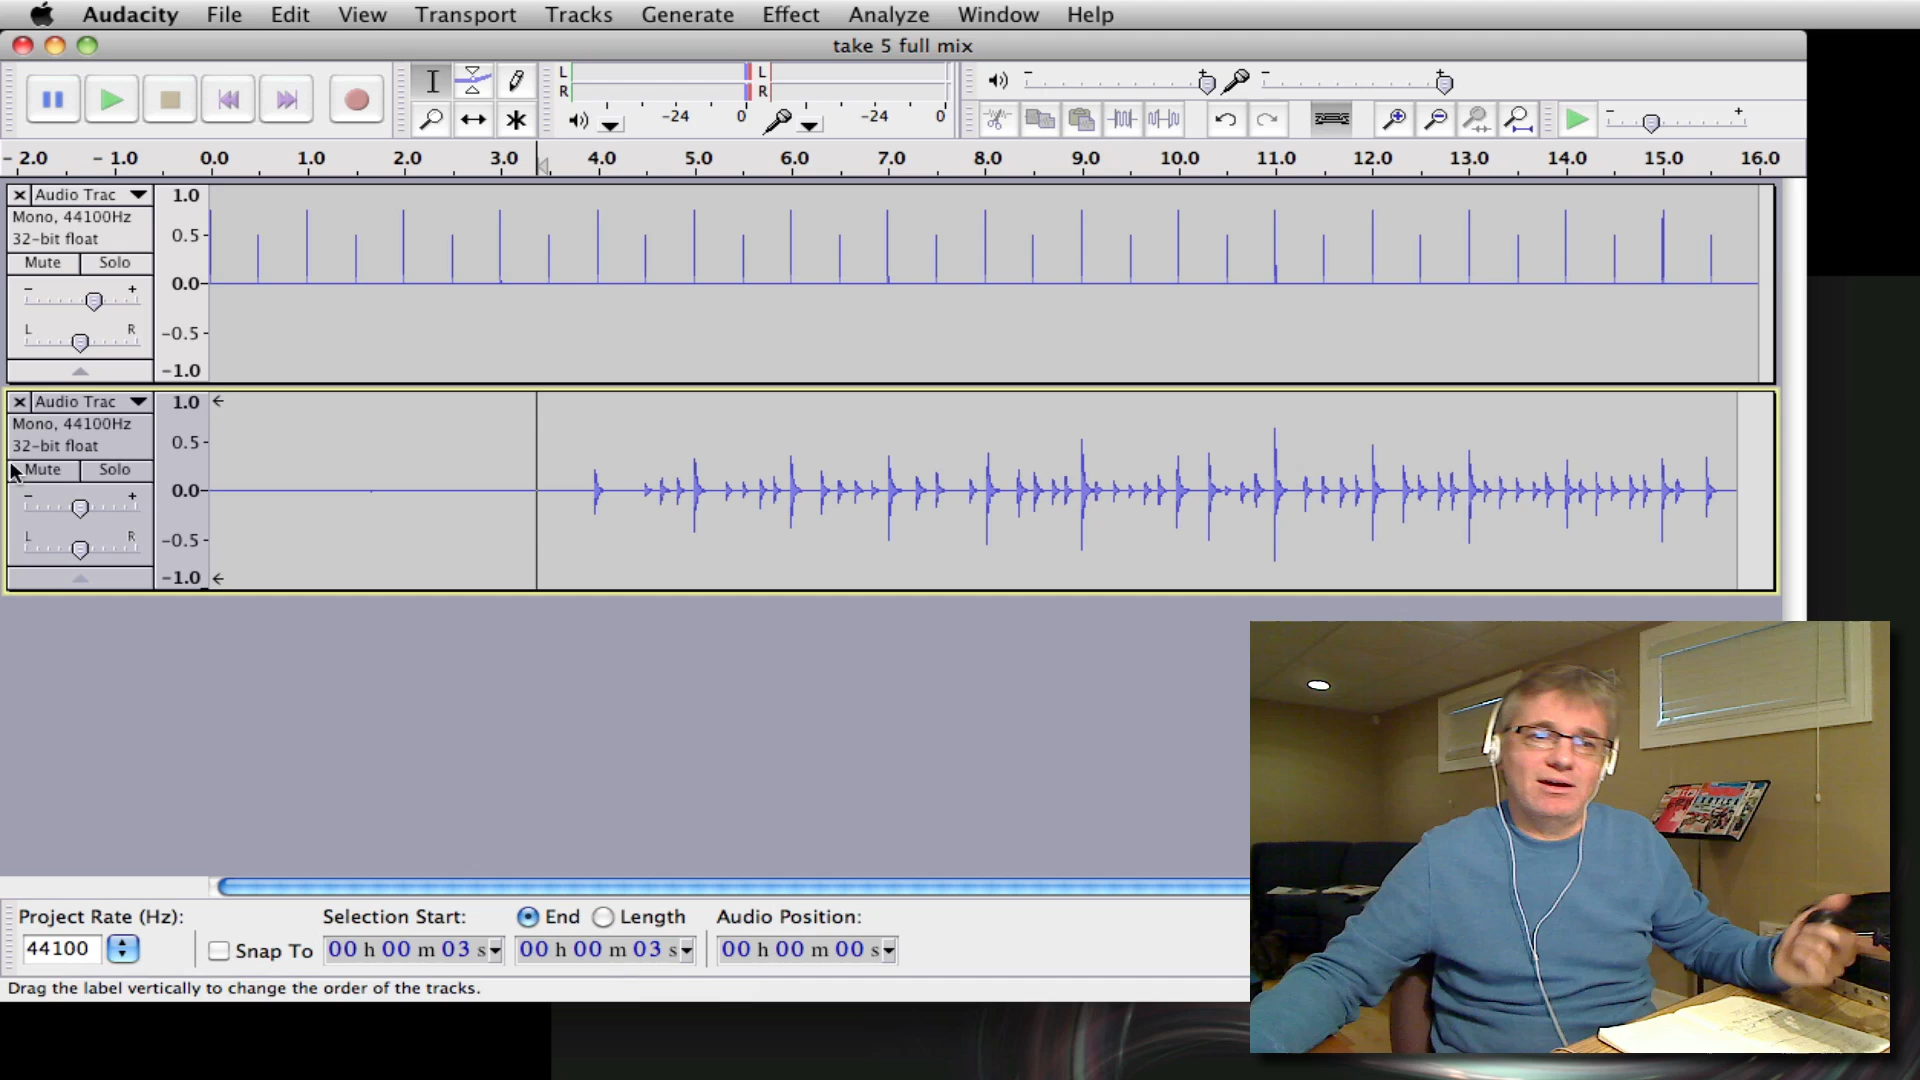 Audacity File Edit View Transport Tracks Generate Effect Analyze Window Help
take 5 full mix
L
R
-24 0
L
R
-24 0
- 2.0 - 1.0 0.0 1.0 2.0 3.0 4.0 5.0 6.0 7.0 8.0 9.0 10.0 11.0 12.0 13.0 14.0 15.0 16.0
X Audio Trac
Mono, 44100Hz
32-bit float
Mute Solo
- +
L R
1.0
0.5
0.0
-0.5
-1.0
X Audio Trac
Mono, 44100Hz
32-bit float
Mute Solo
- +
L R
1.0
0.5
0.0
-0.5
-1.0
Project Rate (Hz): Selection Start: End Length Audio Position:
44100 Snap To 00 h 00 m 03 s 00 h 00 m 03 s 00 h 00 m 00 s
Drag the label vertically to change the order of the tracks.